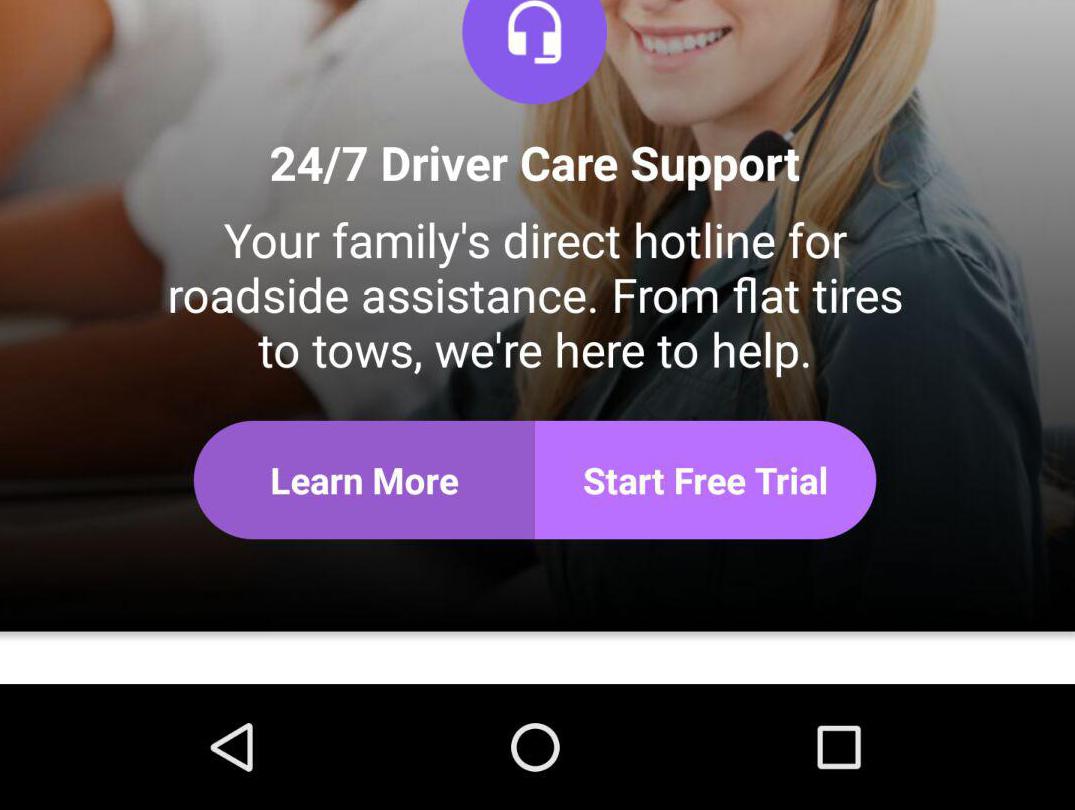 24/7 Driver Care Support
Your family's direct hotline for
roadside assistance. From flat tires
to tows, we're here to help.
Learn More
Start Free Trial